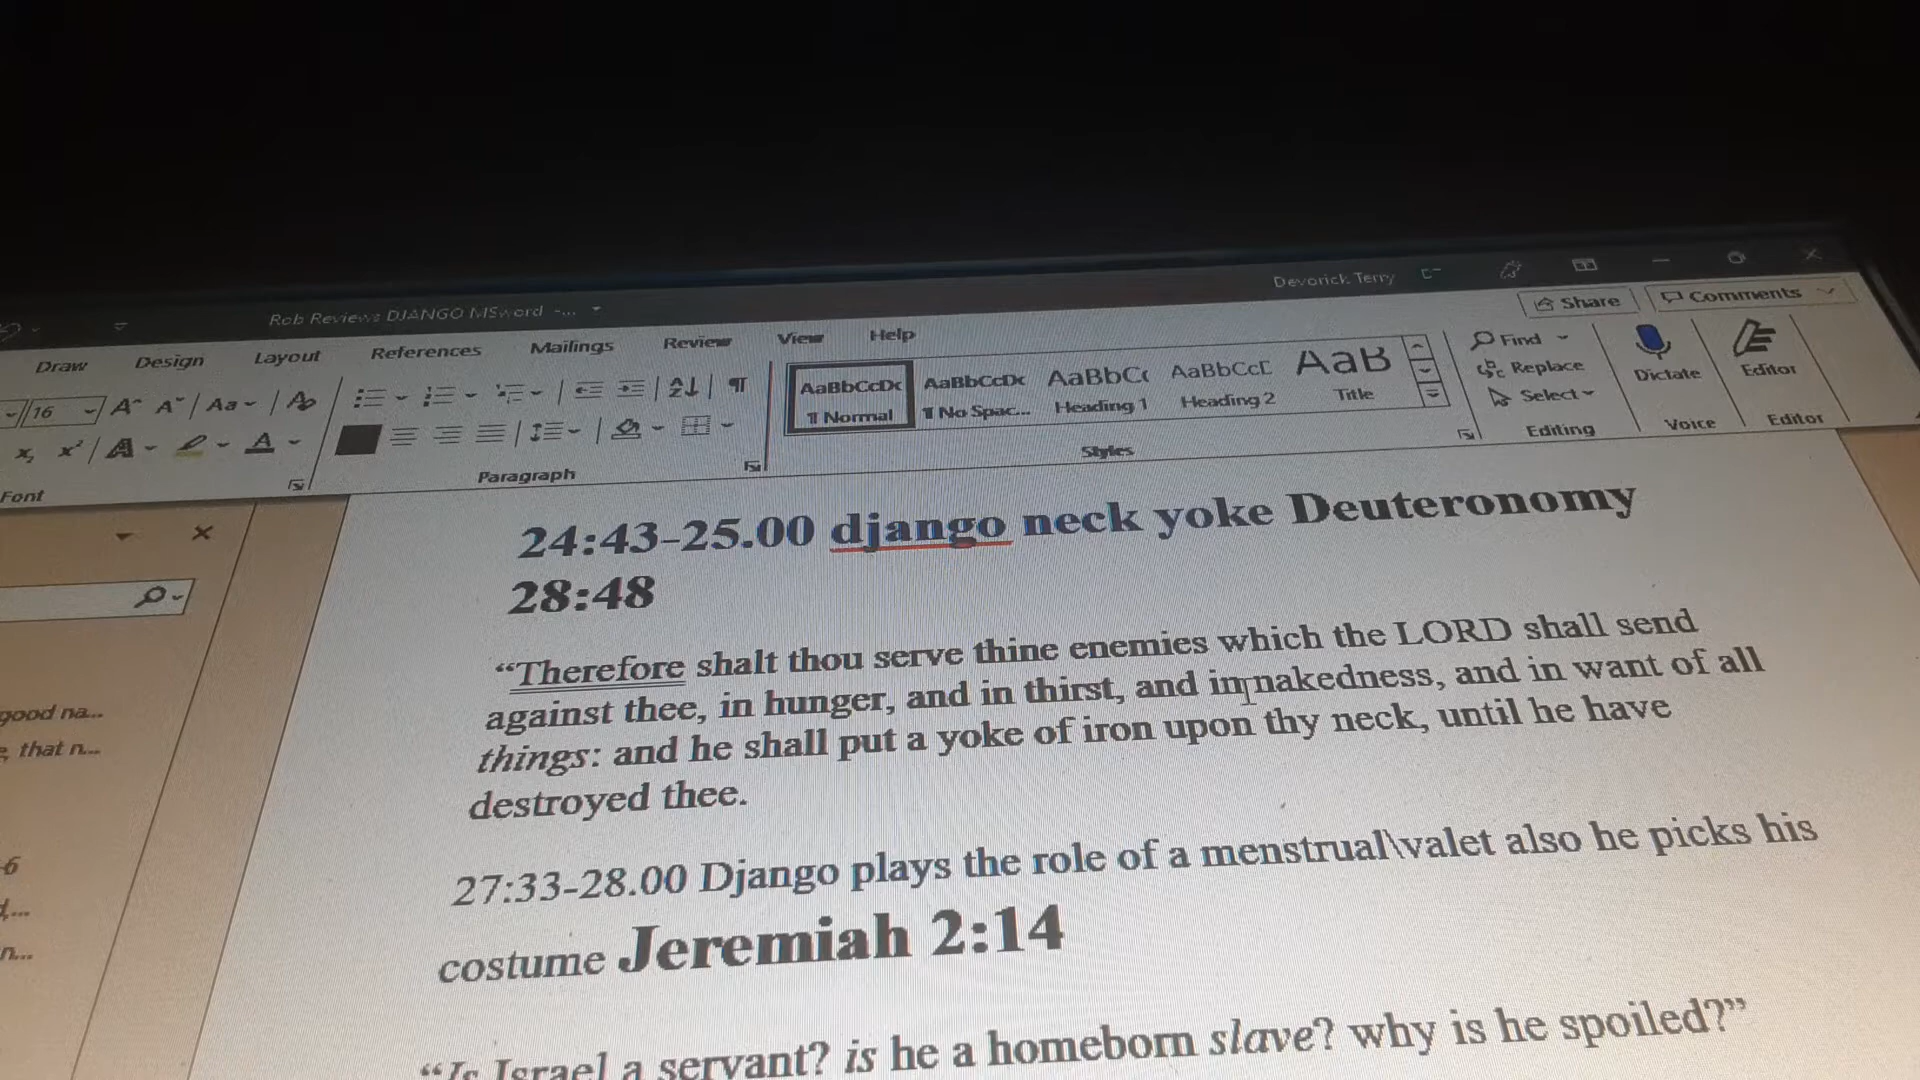 Rob Reviews DJANGO MSword -...
Devorick Terry
Share
Comments
Draw
Design
Layout
References
Mailings
Review
View
Help
16
Aa
AaBbCcDc
¶ Normal
AaBbCcDc
¶ No Spac...
AaBbCc
Heading 1
AaBbCcD
Heading 2
AaB
Title
Find
Replace
Select
Dictate
Editor
Font
Paragraph
Styles
Editing
Voice
Editor
good na...
that n...
24:43-25.00 django neck yoke Deuteronomy
28:48
“Therefore shalt thou serve thine enemies which the LORD shall send
against thee, in hunger, and in thirst, and in nakedness, and in want of all
things: and he shall put a yoke of iron upon thy neck, until he have
destroyed thee.
27:33-28.00 Django plays the role of a menstrual\valet also he picks his
costume Jeremiah 2:14
“Is Israel a servant? is he a homeborn slave? why is he spoiled?”